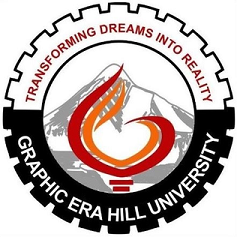 TRANSFORMING DREAMS INTO REALITY
GRAPHIC ERA HILL UNIVERSITY